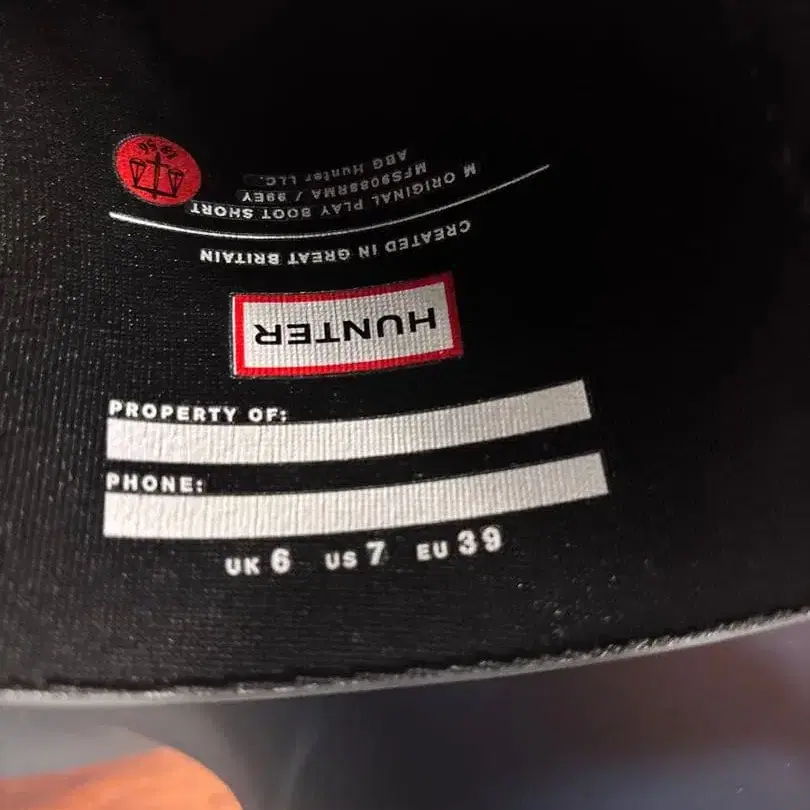 HUNTER
CREATED IN GREAT BRITAIN
M ORIGINAL PLAY BOOT SHORT
/ 99EY
ABG Hunter LLC.
PROPERTY OF:
PHONE:
UK 6 US 7 EU 39